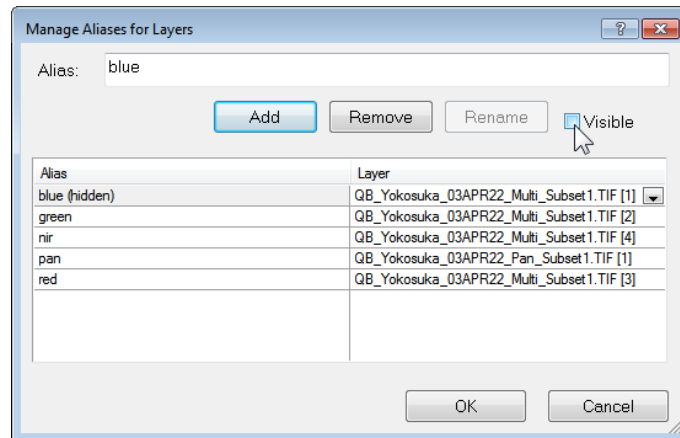 Manage Aliases for Layers
Alias: blue
Add Remove Rename Visible
Alias Layer
blue (hidden) QB_Yokosuka_03APR22_Multi_Subset1.TIF [1]
green QB_Yokosuka_03APR22_Multi_Subset1.TIF [2]
nir QB_Yokosuka_03APR22_Multi_Subset1.TIF [4]
pan QB_Yokosuka_03APR22_Pan_Subset1.TIF [1]
red QB_Yokosuka_03APR22_Multi_Subset1.TIF [3]
OK Cancel